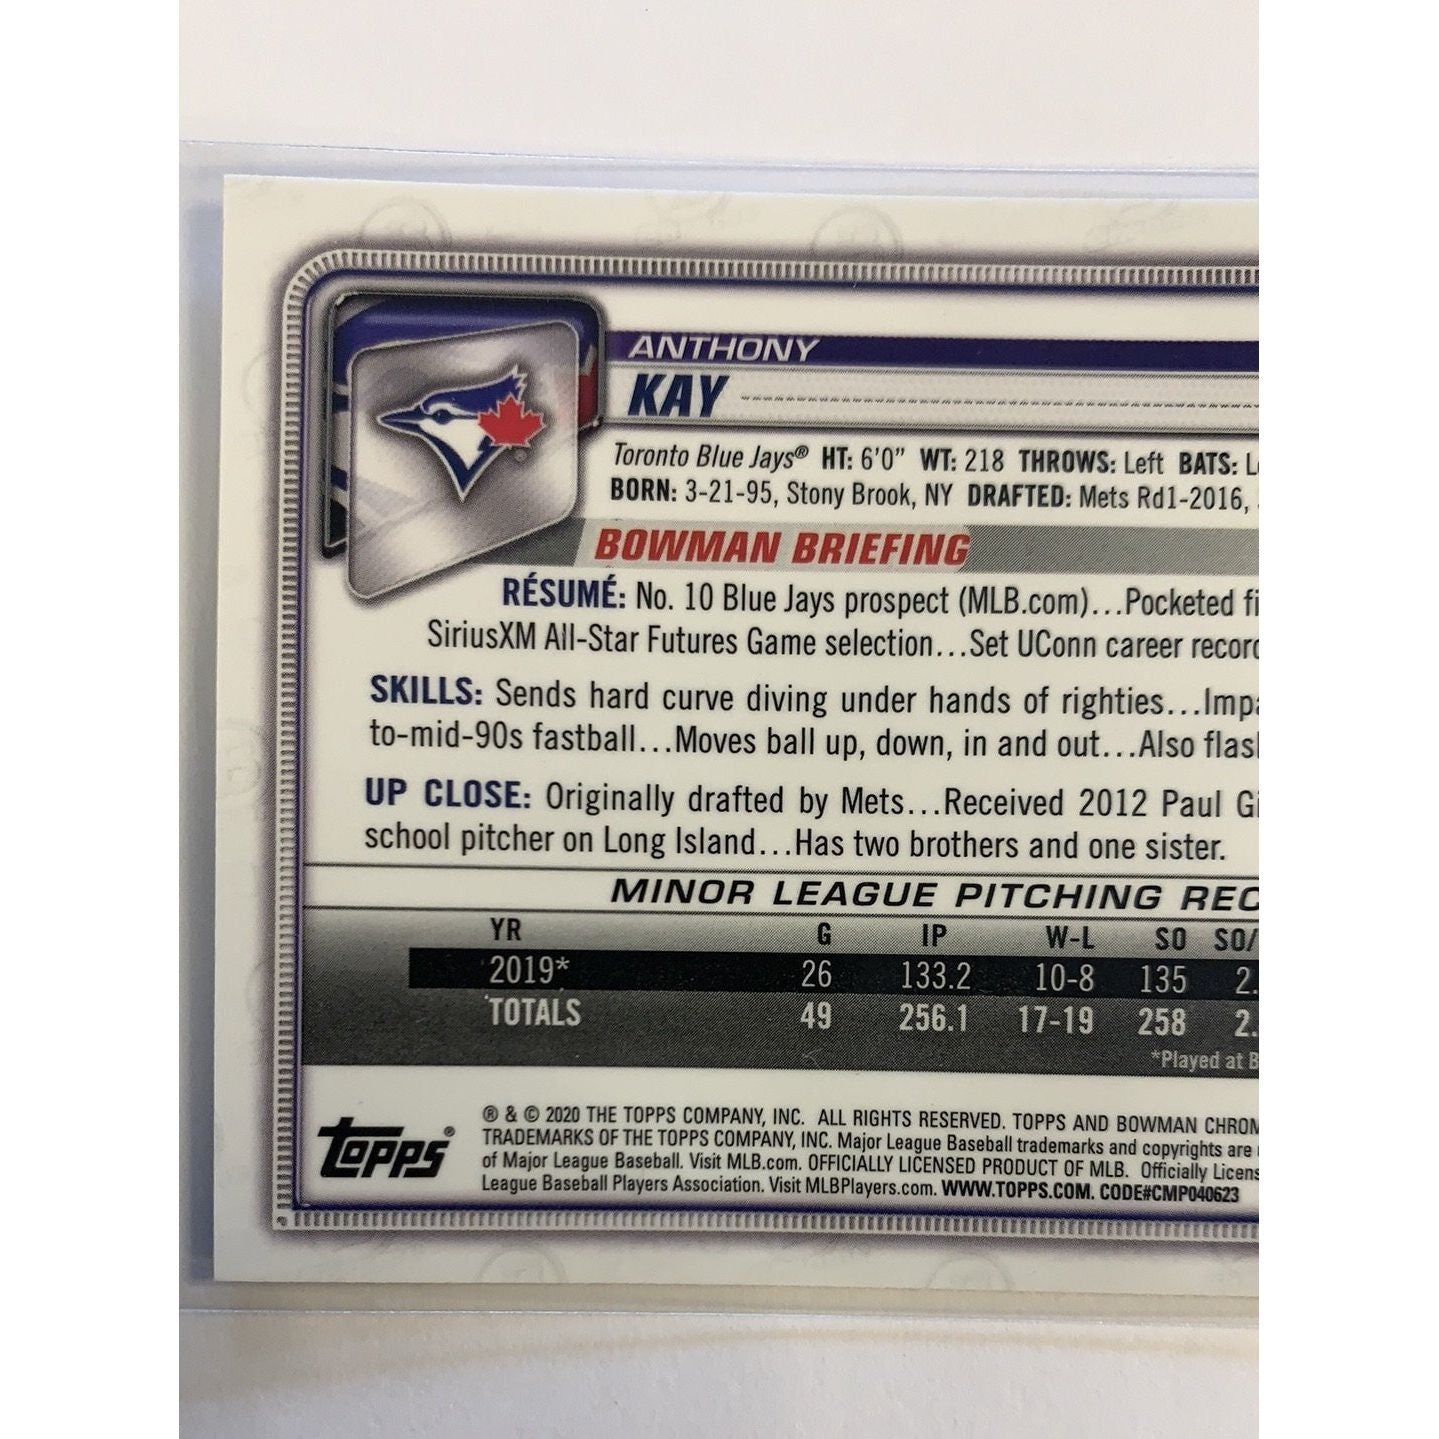 ANTHONY
KAY
Toronto Blue Jays® HT: 6'0" WT: 218 THROWS: Left BATS:
BORN: 3-21-95, Stony Brook, NY DRAFTED: Mets Rd1-2016,
BOWMAN BRIEFING
RÉSUMÉ: No. 10 Blue Jays prospect (MLB.com)...Pocketed
SiriusXM All-Star Futures Game selection...Set UConn career
SKILLS: Sends hard curve diving under hands of righties...
to-mid-90s fastball...Moves ball up, down, in and out...Also
UP CLOSE: Originally drafted by Mets...Received 2012 Paul
school pitcher on Long Island...Has two brothers and one sister.
MINOR LEAGUE PITCHING
YR G IP W-L SO
2019* 26 133.2 10-8 135
TOTALS 49 256.1 17-19 258
*Played at
TOPPS®
® & © 2020 THE TOPPS COMPANY, INC. ALL RIGHTS RESERVED. TOPPS AND BOWMAN
TRADEMARKS OF THE TOPPS COMPANY, INC. Major League Baseball trademarks and copyrights are
of Major League Baseball. Visit MLB.com. OFFICIALLY LICENSED PRODUCT OF MLB. Officially
League Baseball Players Association. Visit MLBPlayers.com. WWW.TOPPS.COM. CODE#CMP040623